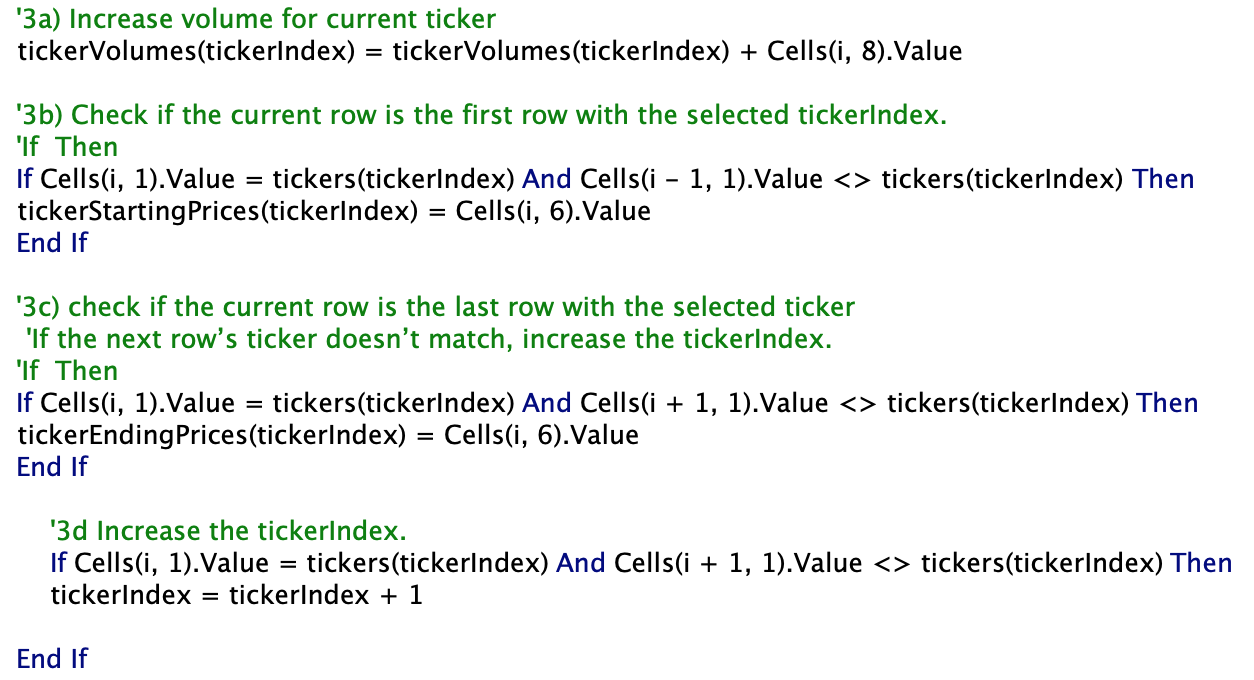 '3a) Increase volume for current ticker
tickerVolumes(tickerIndex) = tickerVolumes(tickerIndex) + Cells(i, 8).Value
'3b) Check if the current row is the first row with the selected tickerIndex.
'If  Then
If Cells(i, 1).Value = tickers(tickerIndex) And Cells(i - 1, 1).Value <> tickers(tickerIndex) Then
tickerStartingPrices(tickerIndex) = Cells(i, 6).Value
End If
'3c) check if the current row is the last row with the selected ticker
'If the next row’s ticker doesn’t match, increase the tickerIndex.
'If  Then
If Cells(i, 1).Value = tickers(tickerIndex) And Cells(i + 1, 1).Value <> tickers(tickerIndex) Then
tickerEndingPrices(tickerIndex) = Cells(i, 6).Value
End If
'3d Increase the tickerIndex.
If Cells(i, 1).Value = tickers(tickerIndex) And Cells(i + 1, 1).Value <> tickers(tickerIndex) Then
tickerIndex = tickerIndex + 1
End If